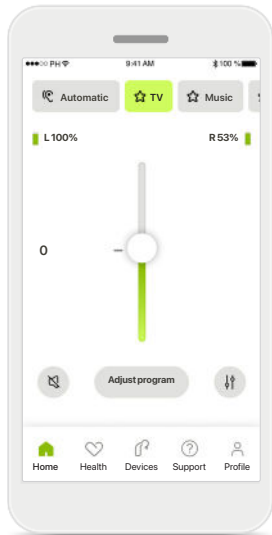 PH 9:41 AM 100 %
Automatic TV Music
L 100% R 53%
0
Adjust program
Home Health Devices Support Profile